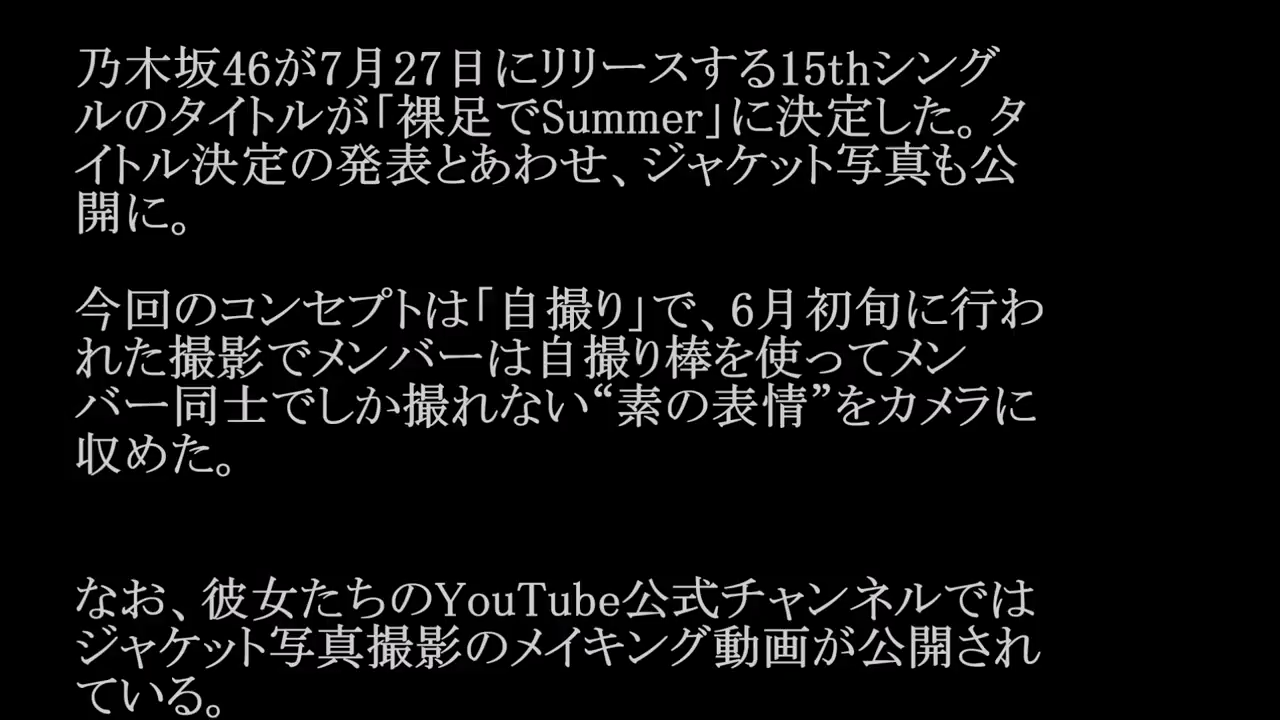 乃木坂46が7月27日にリリースする15thシング
ルのタイトルが「裸足でSummer」に決定した。タ
イトル決定の発表とあわせ、ジャケット写真も公
開に。
今回のコンセプトは「自撮り」で、6月初旬に行わ
れた撮影でメンバーは自撮り棒を使ってメン
バー同士でしか撮れない“素の表情”をカメラに
収めた。
なお、彼女たちのYouTube公式チャンネルでは
ジャケット写真撮影のメイキング動画が公開され
ている。